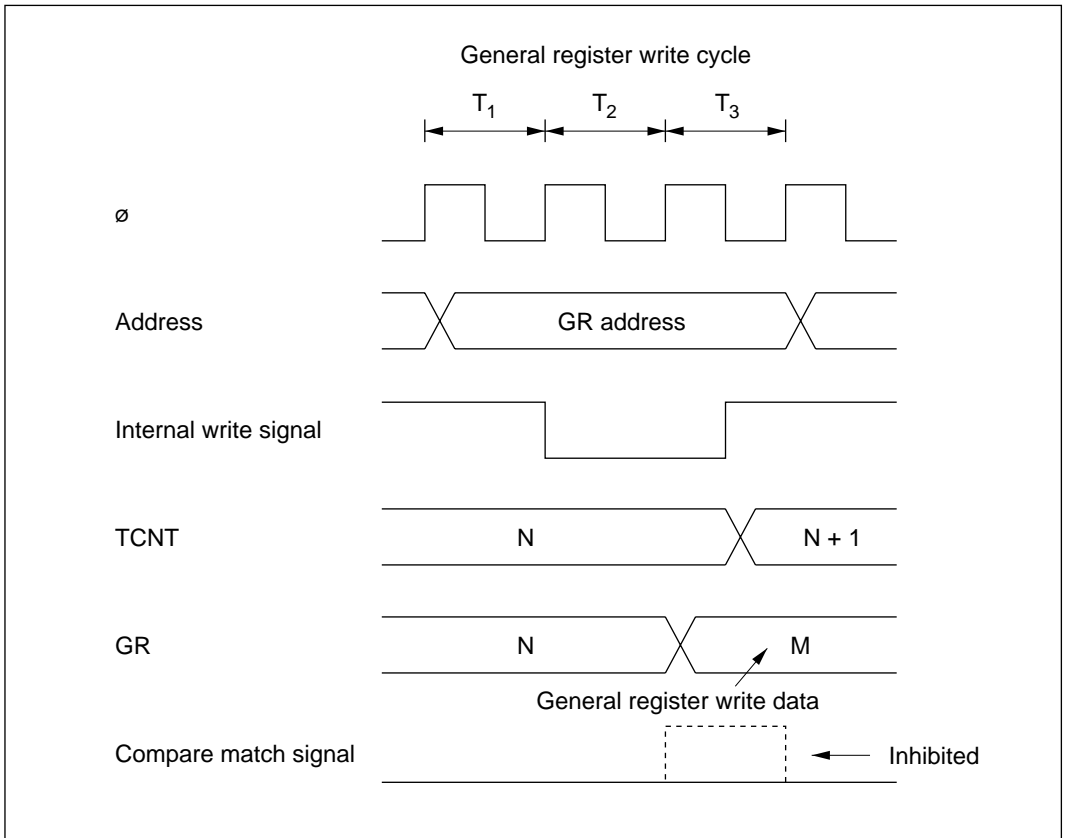 General register write cycle
T1 T2 T3
ø
Address GR address
Internal write signal
TCNT N N + 1
GR N M
General register write data
Compare match signal Inhibited